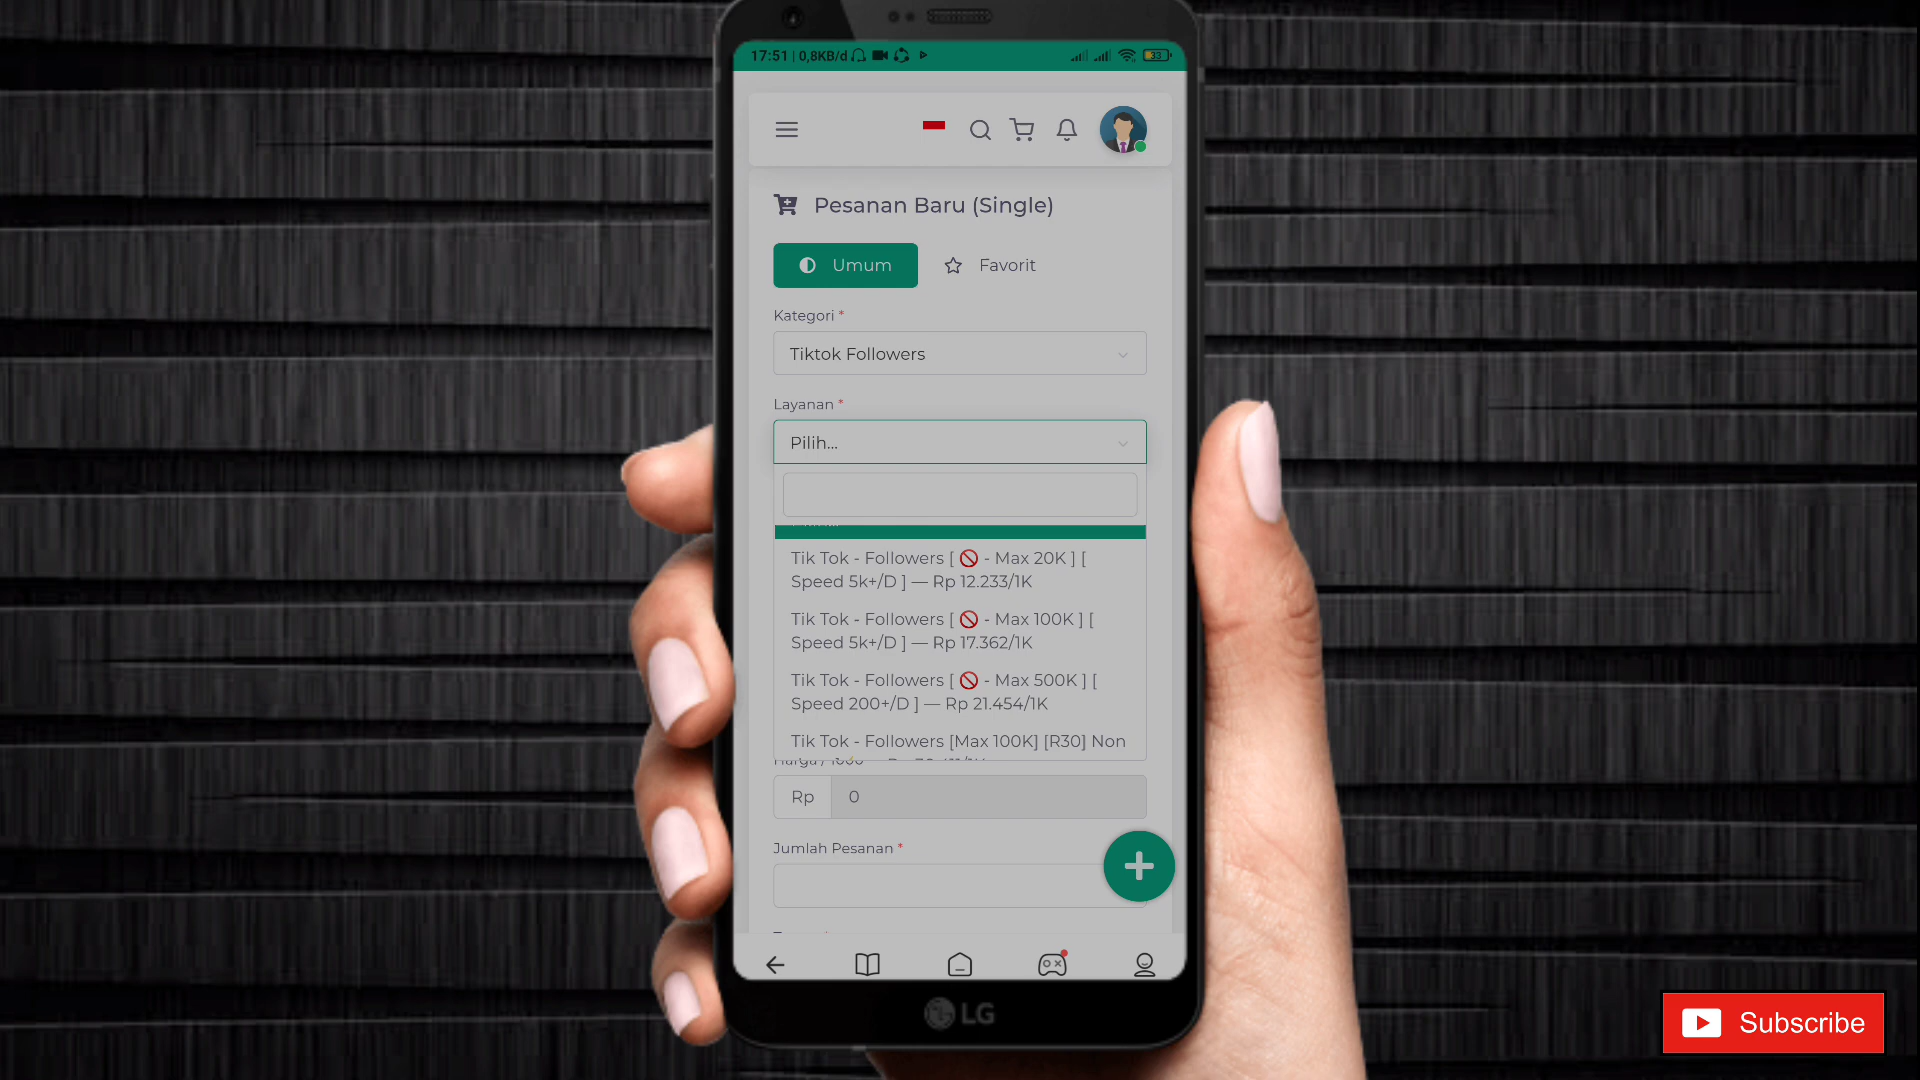 17:51 | 0,8KB/d
33
Pesanan Baru (Single)
Umum
Favorit
Kategori *
Tiktok Followers
Layanan *
Pilih...
Tik Tok - Followers [ 🚫 - Max 20K ] [
Speed 5k+/D ] — Rp 12.233/1K
Tik Tok - Followers [ 🚫 - Max 100K ] [
Speed 5k+/D ] — Rp 17.362/1K
Tik Tok - Followers [ 🚫 - Max 500K ] [
Speed 200+/D ] — Rp 21.454/1K
Tik Tok - Followers [Max 100K] [R30] Non
Harga / 1000
Rp
0
Jumlah Pesanan *
LG
Subscribe